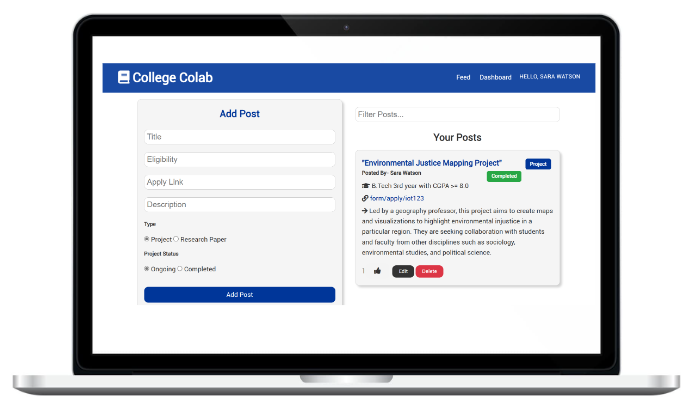 College Colab
Feed
Dashboard
HELLO, SARA WATSON
Add Post
Title
Eligibility
Apply Link
Description
Type
Project
Research Paper
Project Status
Ongoing
Completed
Add Post
Filter Posts...
Your Posts
"Environmental Justice Mapping Project"
Project
Posted By- Sara Watson
Completed
B.Tech 3rd year with CGPA >= 8.0
form/apply/iot123
Led by a geography professor, this project aims to create maps
and visualizations to highlight environmental injustice in a
particular region. They are seeking collaboration with students
and faculty from other disciplines such as sociology,
environmental studies, and political science.
1
Edit
Delete